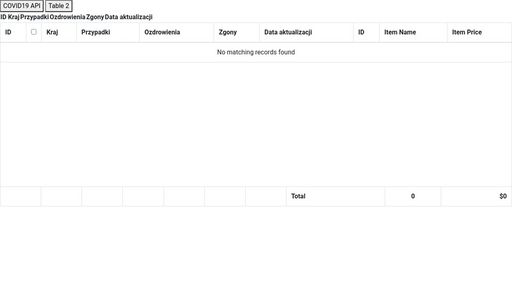 COVID19 API Table 2
ID Kraj Przypadki Ozdrowienia Zgony Data aktualizacji
ID Kraj Przypadki Ozdrowienia Zgony Data aktualizacji ID Item Name Item Price
No matching records found
Total 0 $0